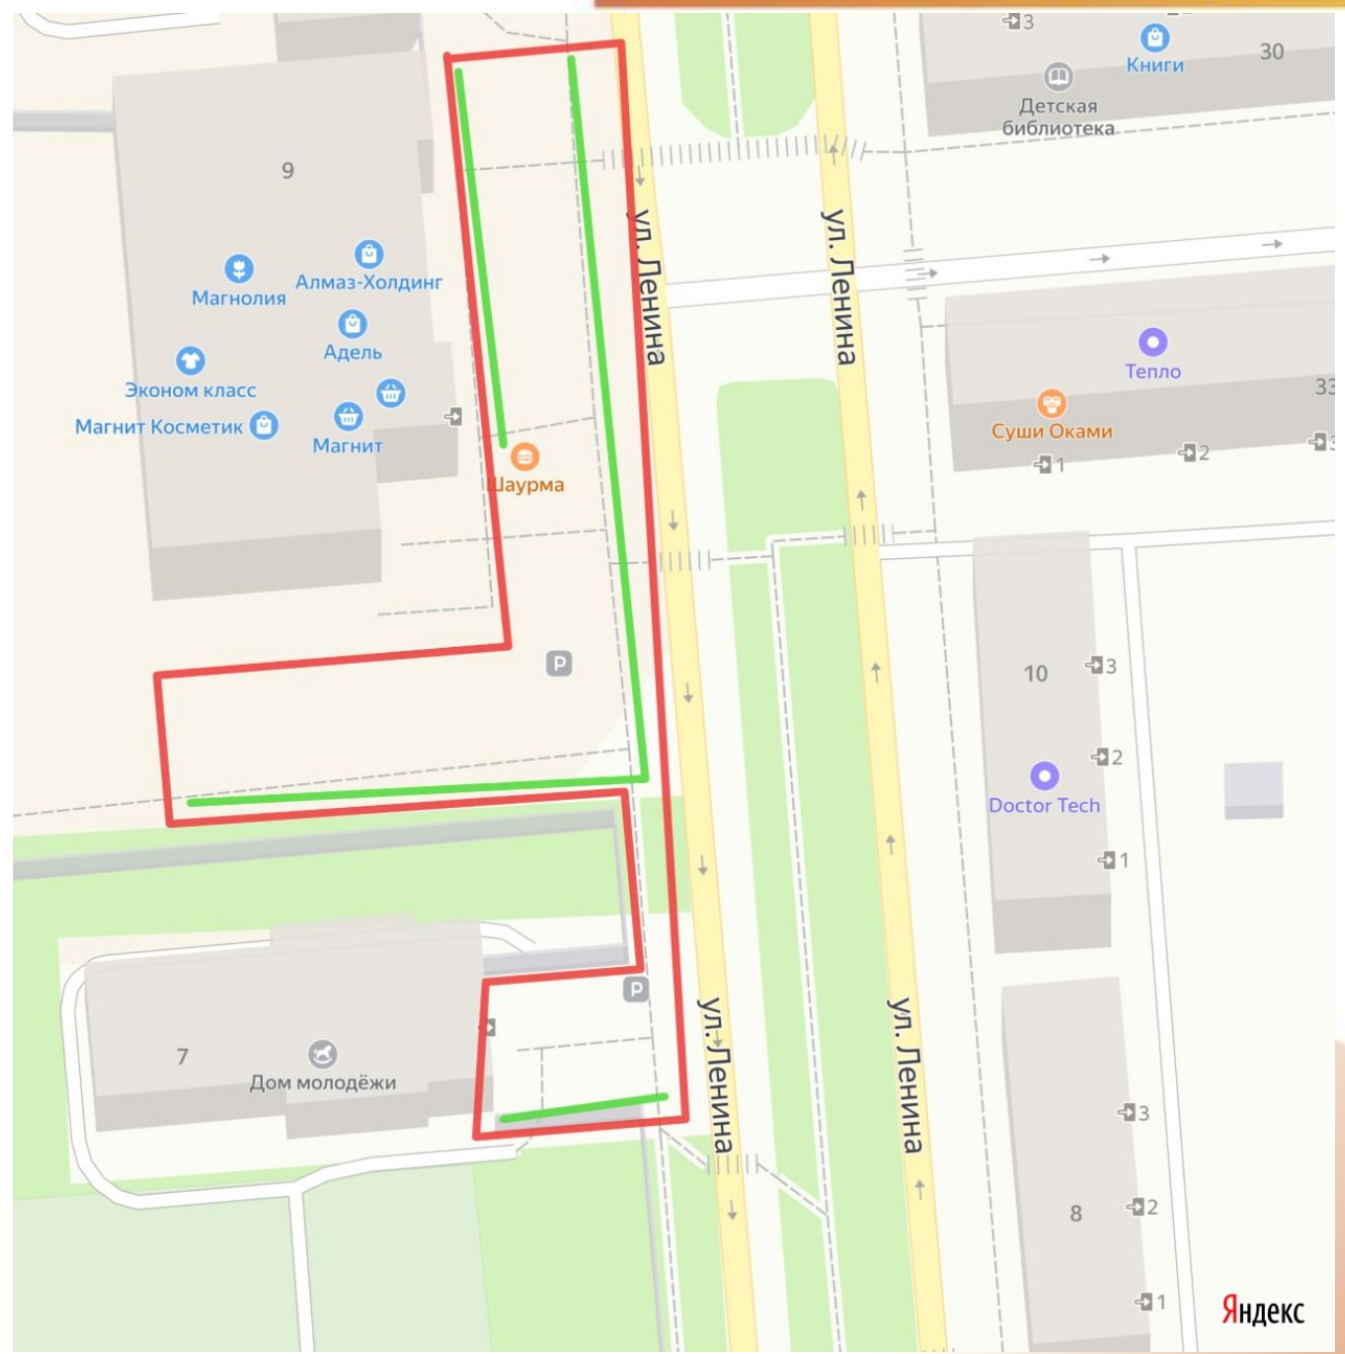 3
Книги
30
Детская
библиотека
9
ул. Ленина
ул. Ленина
Алмаз-Холдинг
Магнолия
Адель
Тепло
Эконом класс
33
Магнит Косметик
Магнит
Суши Оками
1
2
3
Шаурма
P
10
3
2
Doctor Tech
1
P
ул. Ленина
ул. Ленина
7
Дом молодёжи
3
8
2
1
Яндекс